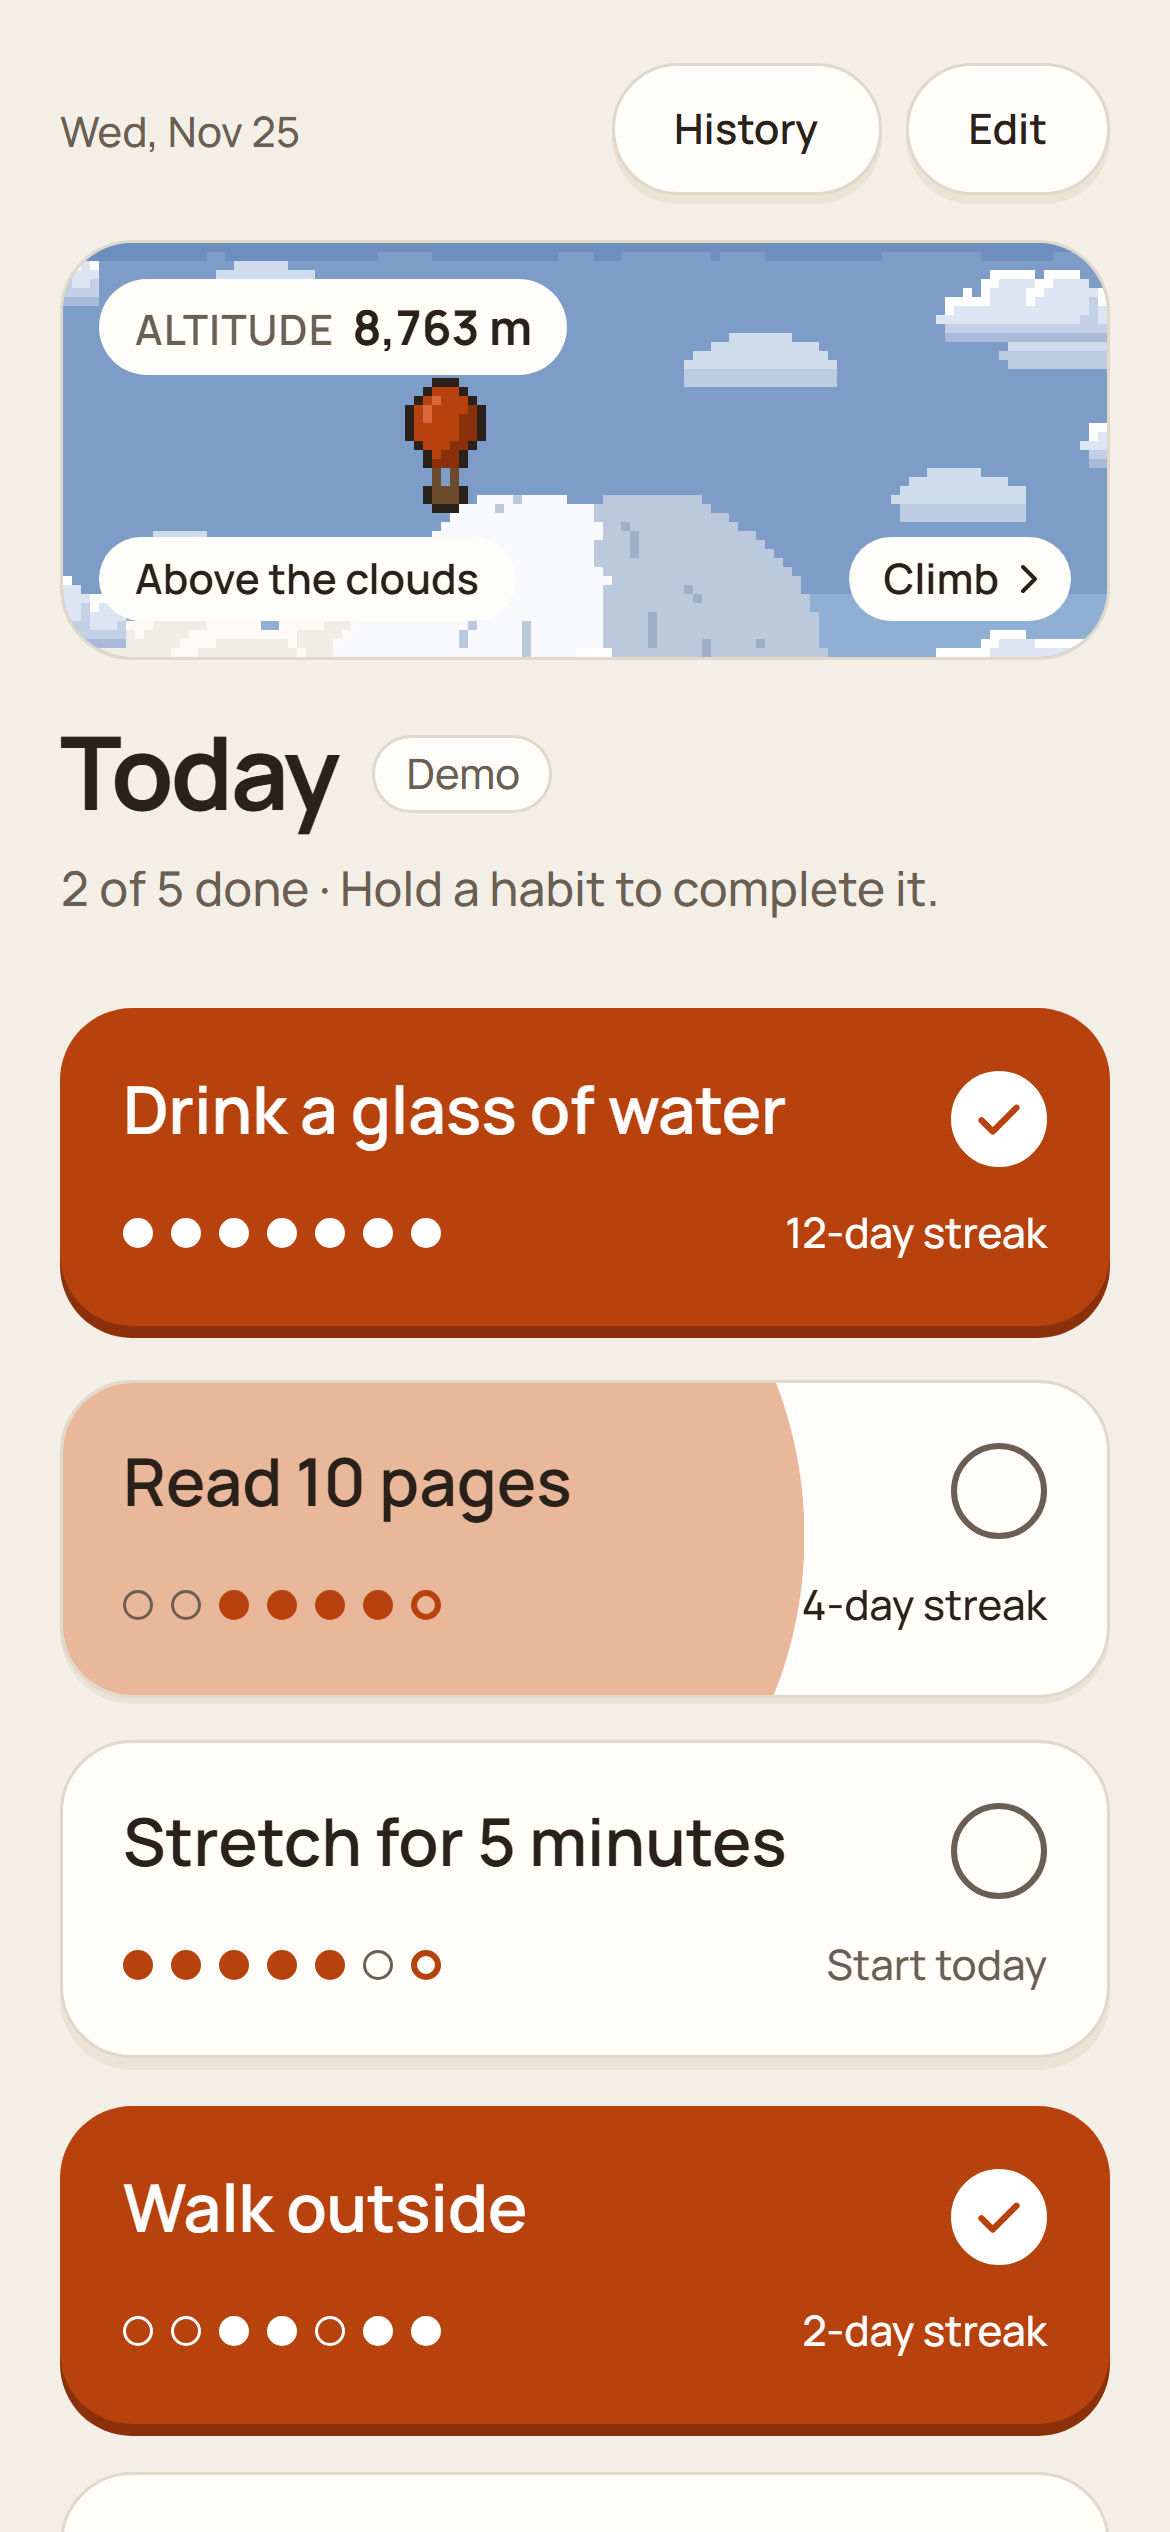 Wed, Nov 25
History
Edit
ALTITUDE 8,763 m
Above the clouds
Climb
Today
Demo
2 of 5 done · Hold a habit to complete it.
Drink a glass of water
12-day streak
Read 10 pages
4-day streak
Stretch for 5 minutes
Start today
Walk outside
2-day streak